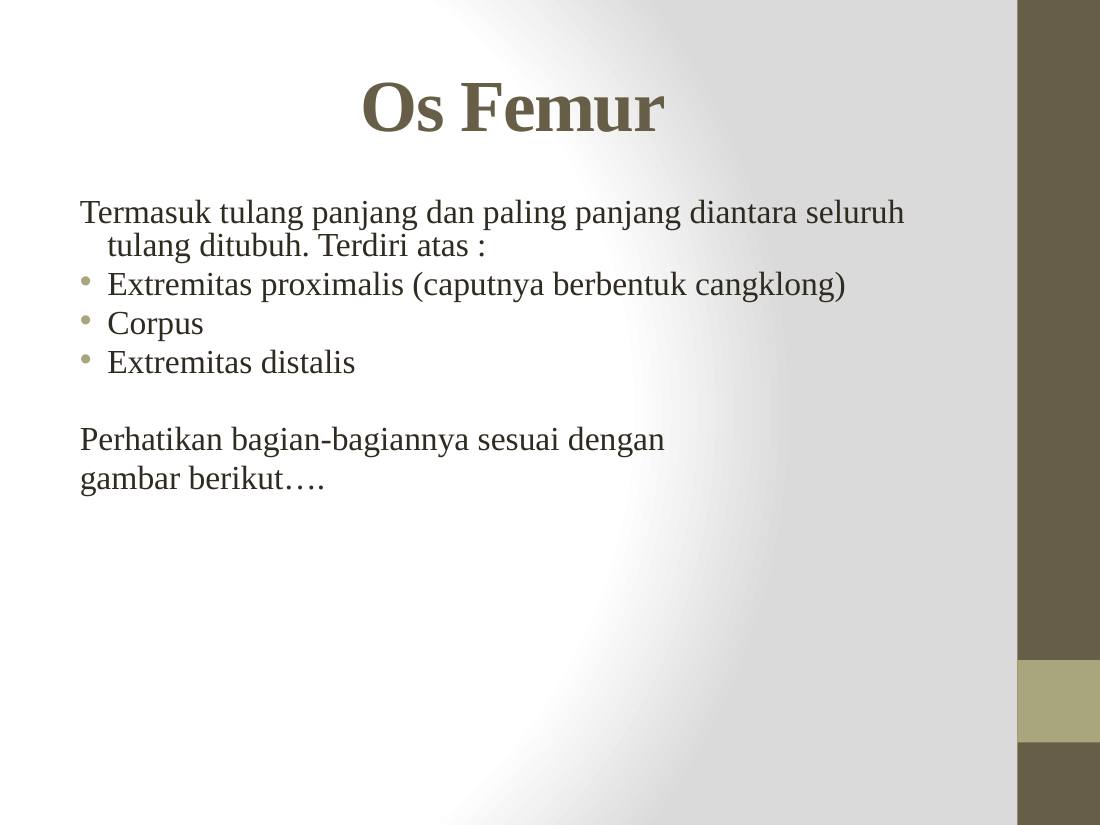 Os Femur
Termasuk tulang panjang dan paling panjang diantara seluruh
tulang ditubuh. Terdiri atas :
• Extremitas proximalis (caputnya berbentuk cangklong)
• Corpus
• Extremitas distalis
Perhatikan bagian-bagiannya sesuai dengan
gambar berikut….